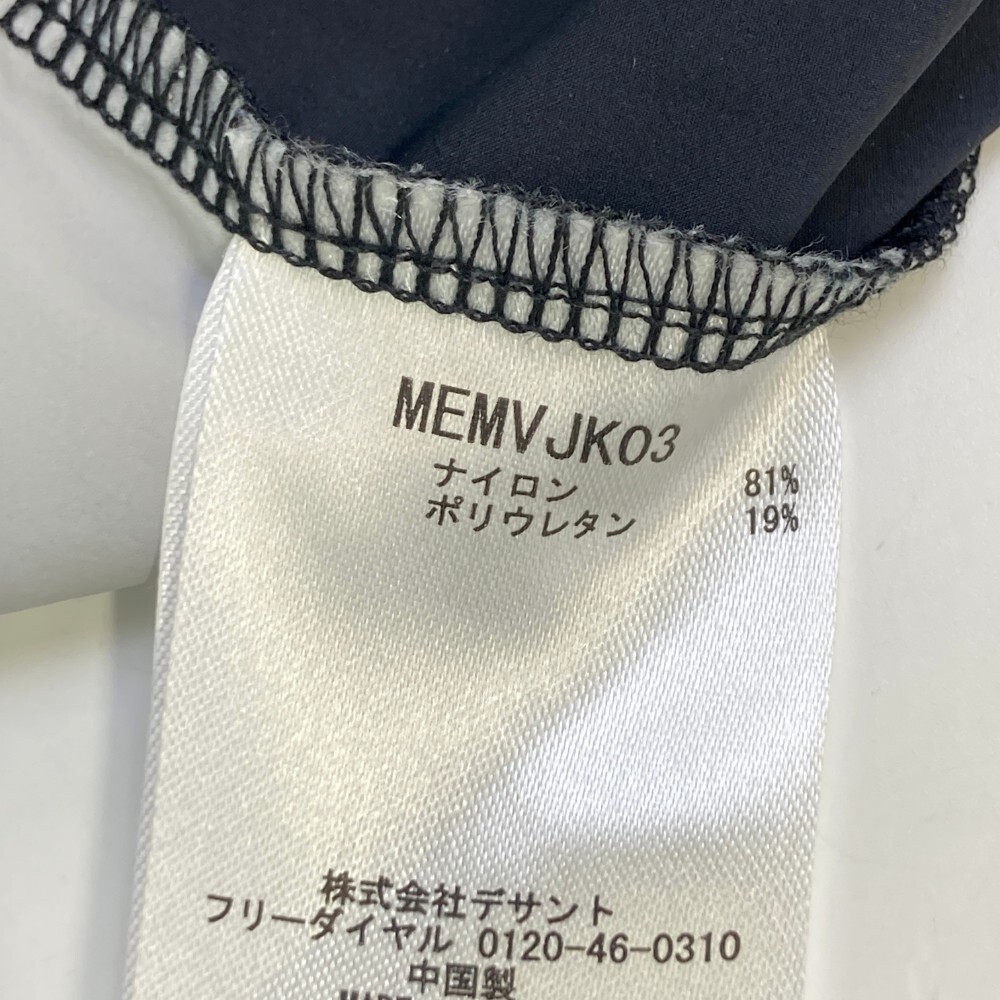 MEMVJK03
ナイロン 81%
ポリウレタン 19%
株式会社デサント
フリーダイヤル 0120-46-0310
中国製
MADE